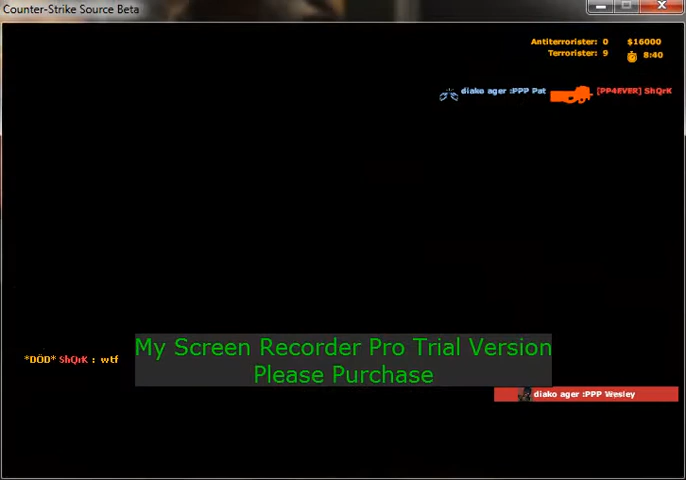 Counter-Strike Source Beta
Antiterrorister: 0 $16000
Terrorister: 9 8:40
diako ager :PPP Pat [PP4EVER] ShQrK
*DÖD* ShQrK : wtf
My Screen Recorder Pro Trial Version
Please Purchase
diako ager :PPP Wesley